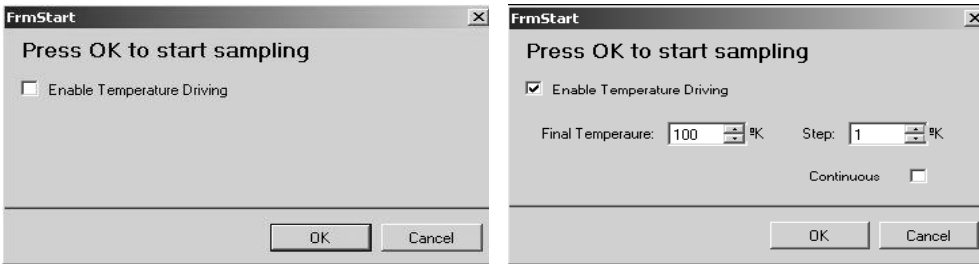 FrmStart
Press OK to start sampling
Enable Temperature Driving
OK Cancel
FrmStart
Press OK to start sampling
Enable Temperature Driving
Final Temperaure: 100 ºK Step: 1 ºK
Continuous
OK Cancel